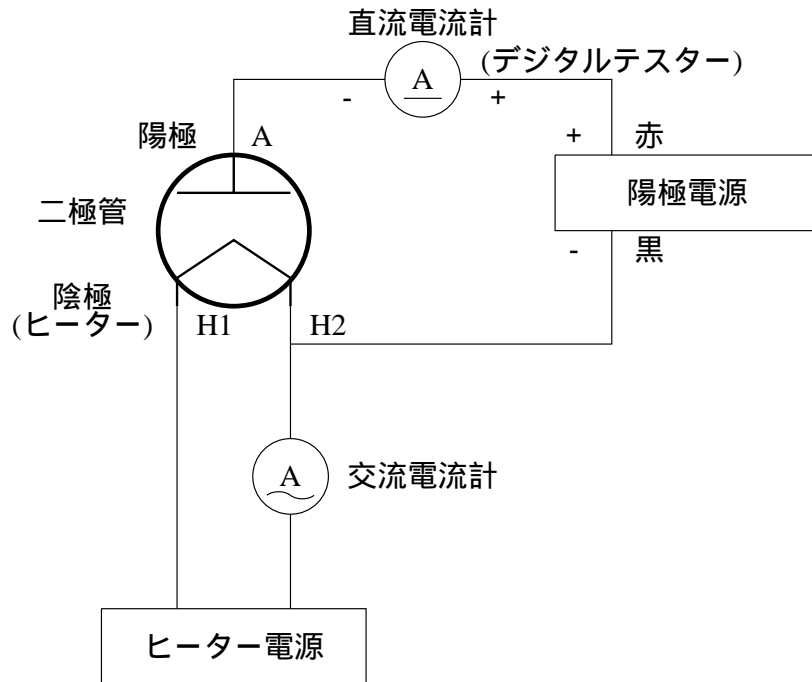 直流電流計
(デジタルテスター)
A
- +
陽極 A
+ 赤
陽極電源
二極管
- 黒
陰極
(ヒーター)
H1 H2
A
交流電流計
ヒーター電源